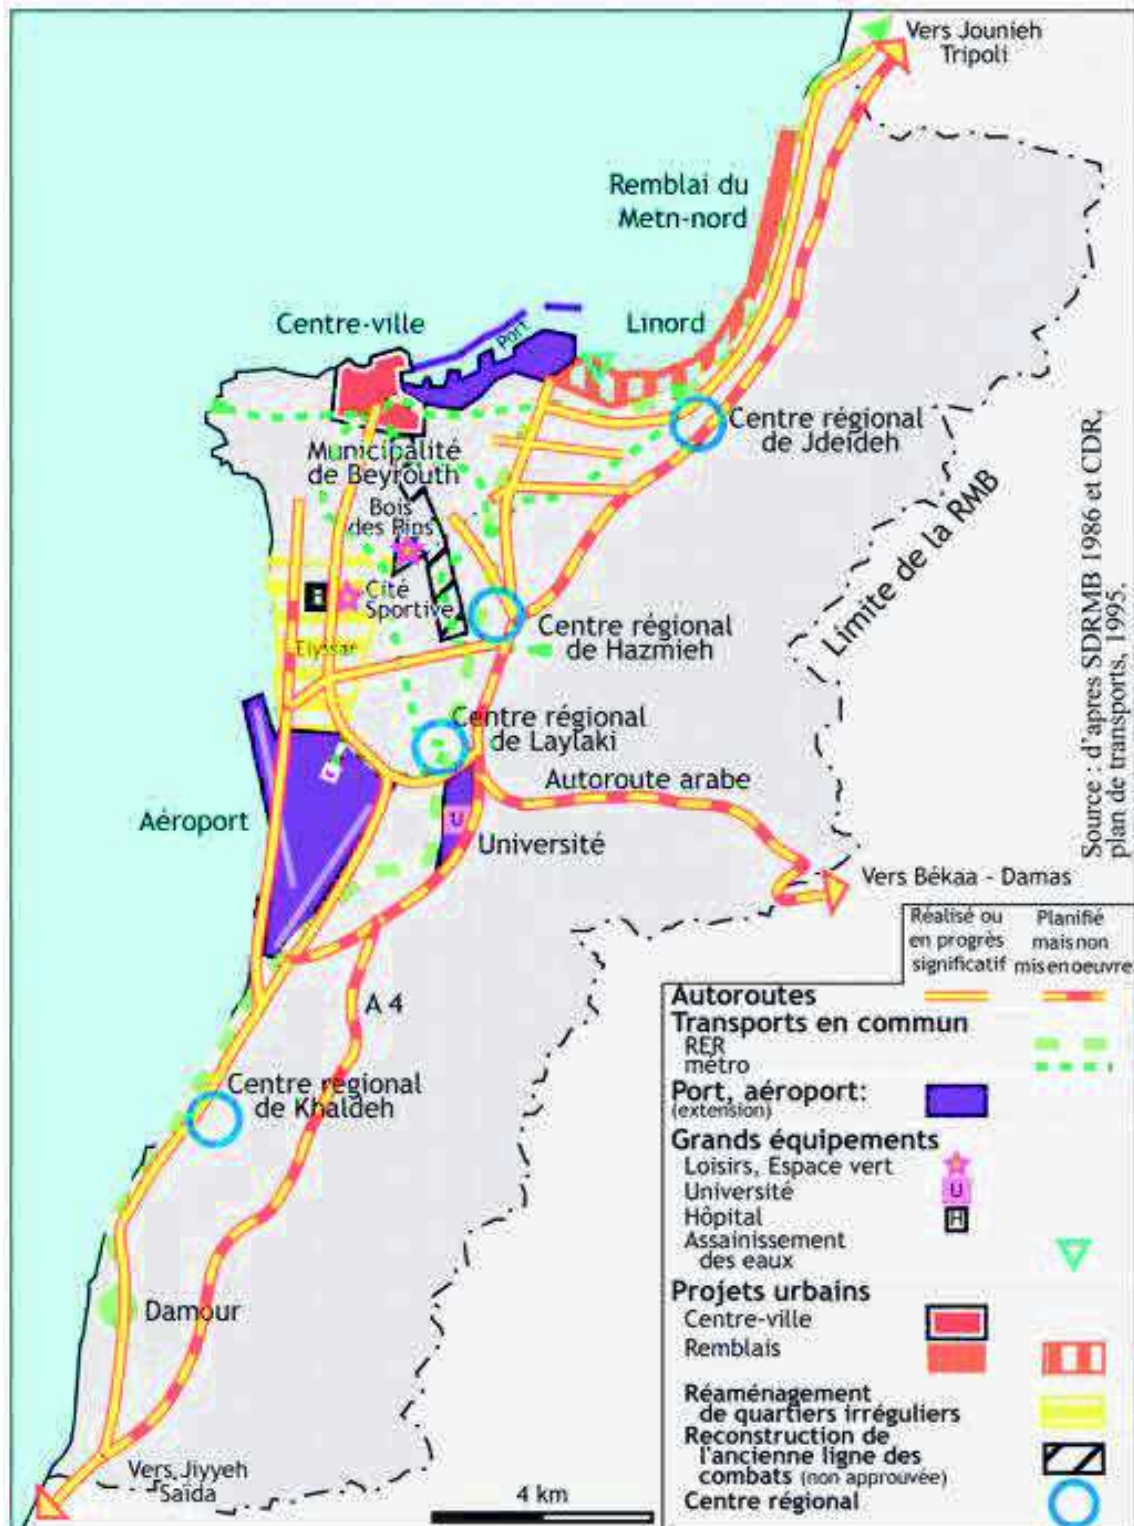 Vers Jounieh
Tripoli
Remblai du
Metn-nord
Centre-ville
Port
Linord
Centre régional
de Jdeideh
Municipalité
de Beyrouth
Bois
des Pins
Limite de la RMB
H
Cité
Sportive
Elyssar
Centre régional
de Hazmieh
Centre régional
de Laylaki
Autoroute arabe
U
Aéroport
U
Université
Vers Békaa - Damas
A 4
Centre régional
de Khaldeh
Damour
Vers Jiyyeh
Saïda
4 km
Source : d'apres SDRMB 1986 et CDR,
plan de transports, 1995.
Réalisé ou
en progrès
significatif
Planifié
mais non
mis en oeuvre
Autoroutes
Transports en commun
RER
métro
Port, aéroport:
(extension)
Grands équipements
Loisirs, Espace vert
Université
U
Hôpital
H
Assainissement
des eaux
Projets urbains
Centre-ville
Remblais
Réaménagement
de quartiers irréguliers
Reconstruction de
l'ancienne ligne des
combats (non approuvée)
Centre régional